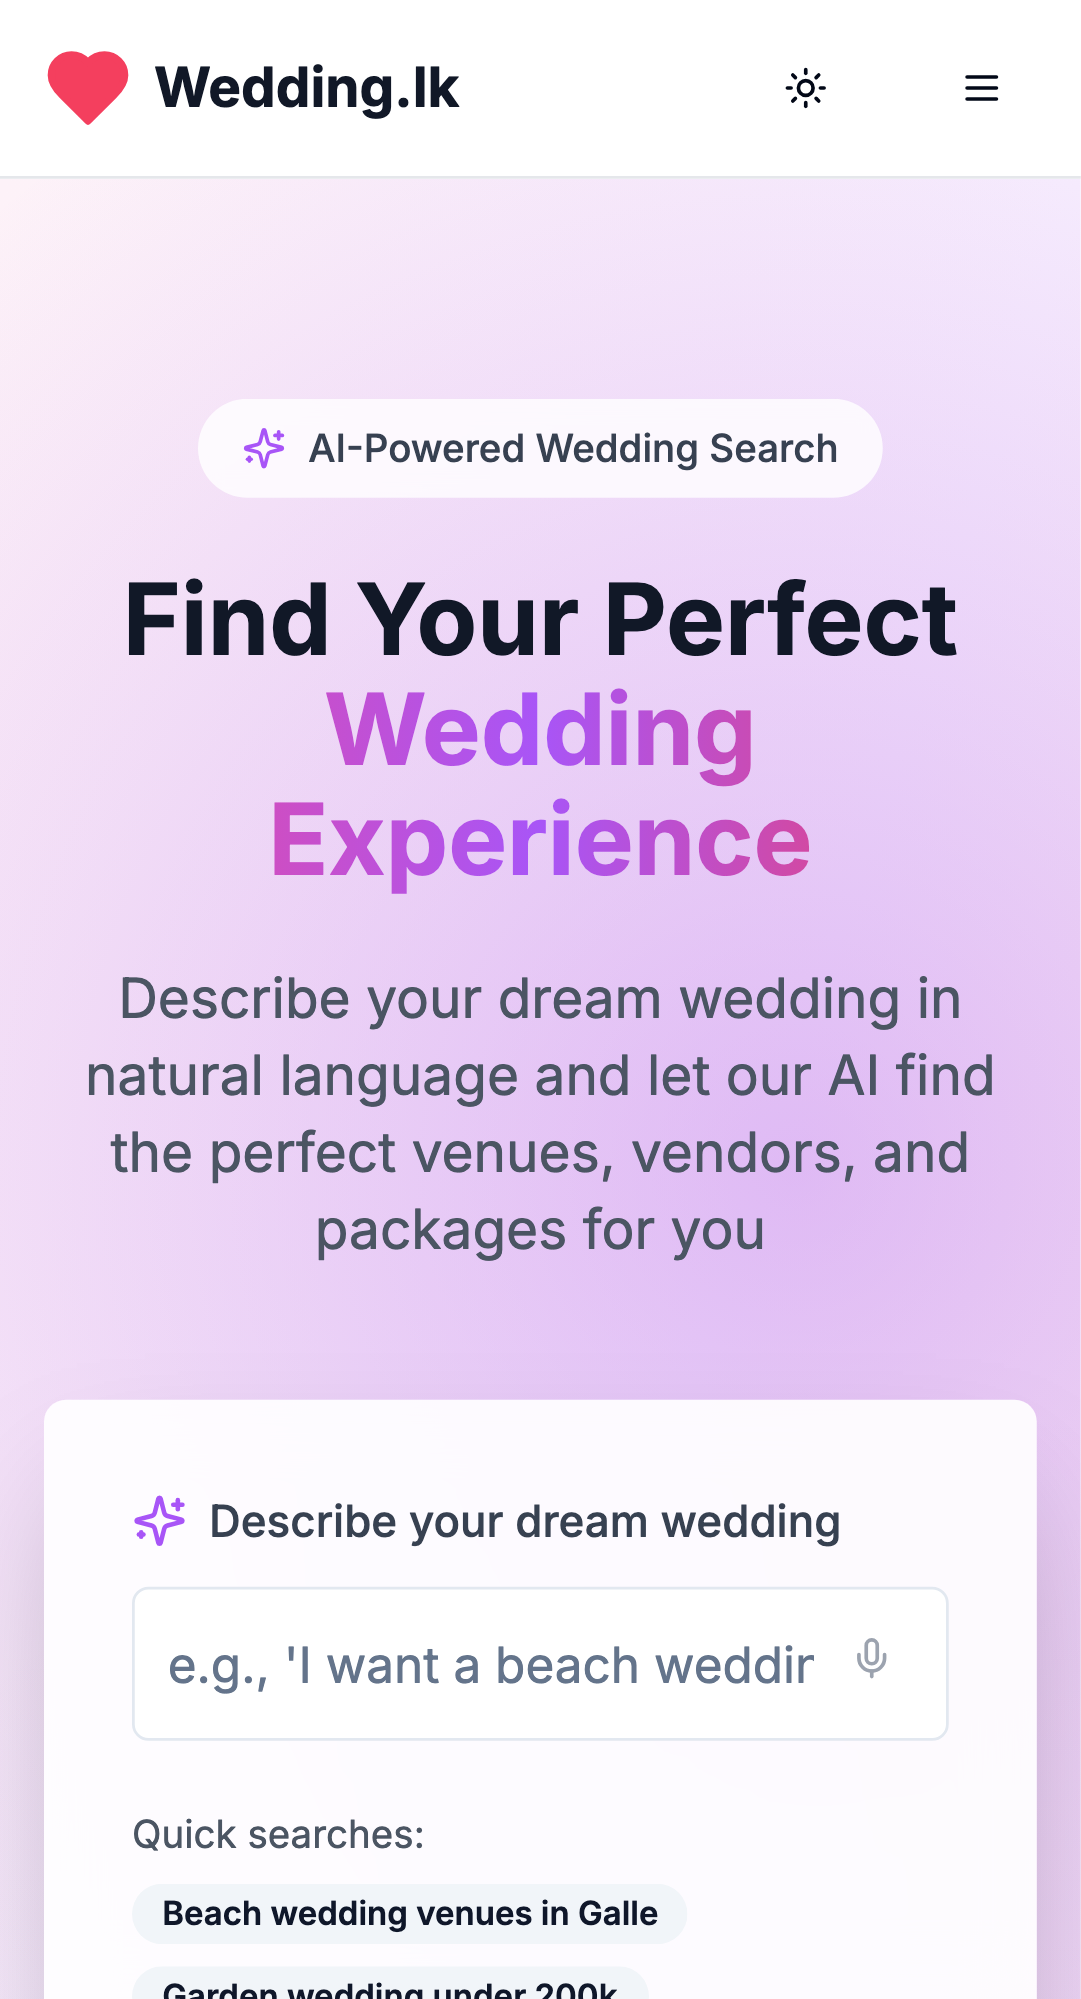 Wedding.lk
AI-Powered Wedding Search
Find Your Perfect
Wedding
Experience
Describe your dream wedding in
natural language and let our AI find
the perfect venues, vendors, and
packages for you
Describe your dream wedding
e.g., 'I want a beach weddin
Quick searches:
Beach wedding venues in Galle
Garden wedding under 200k